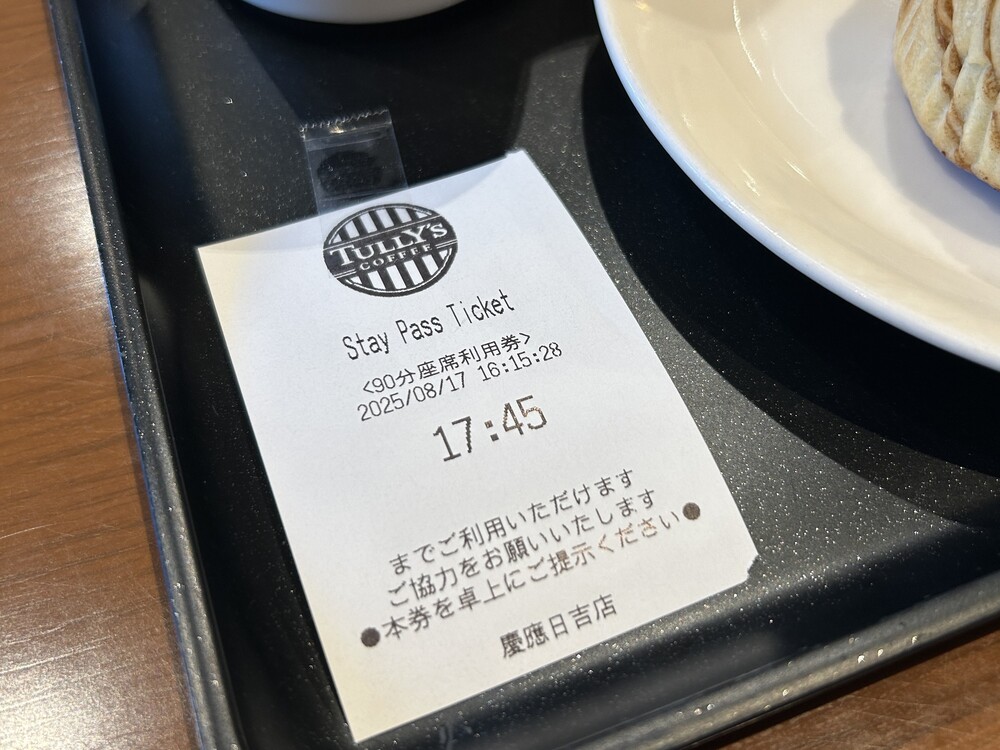 TULLY'S
COFFEE
Stay Pass Ticket
<90分座席利用券>
2025/08/17 16:15:28
17:45
までご利用いただけます
ご協力をお願いいたします
●本券を卓上にご提示ください●
慶應日吉店